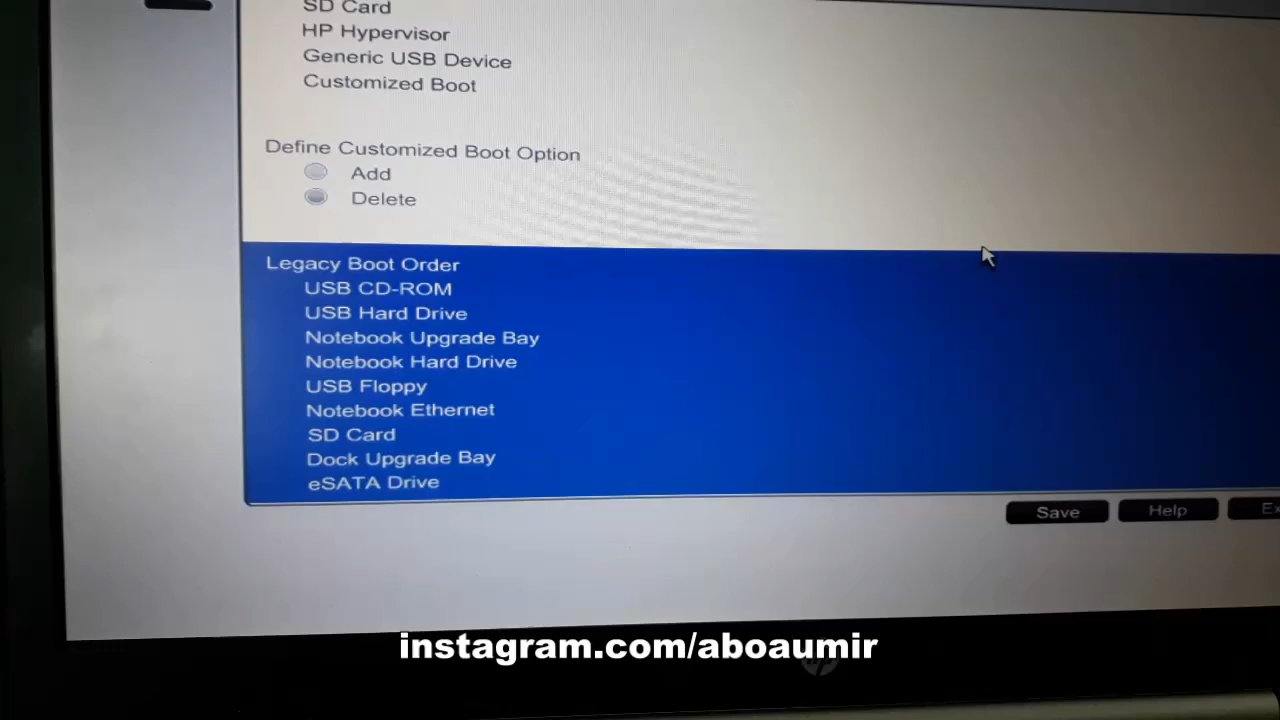 SD Card
HP Hypervisor
Generic USB Device
Customized Boot
Define Customized Boot Option
Add
Delete
Legacy Boot Order
USB CD-ROM
USB Hard Drive
Notebook Upgrade Bay
Notebook Hard Drive
USB Floppy
Notebook Ethernet
SD Card
Dock Upgrade Bay
eSATA Drive
Save Help
instagram.com/aboaumir
hp